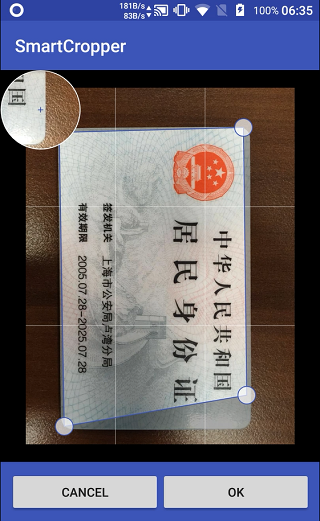 181B/s
83B/s
100% 06:35
SmartCropper
中国
中华人民共和国
居民身份证
签发机关 上海市公安局卢湾分局
有效期限 2005.07.28-2025.07.28
CANCEL
OK